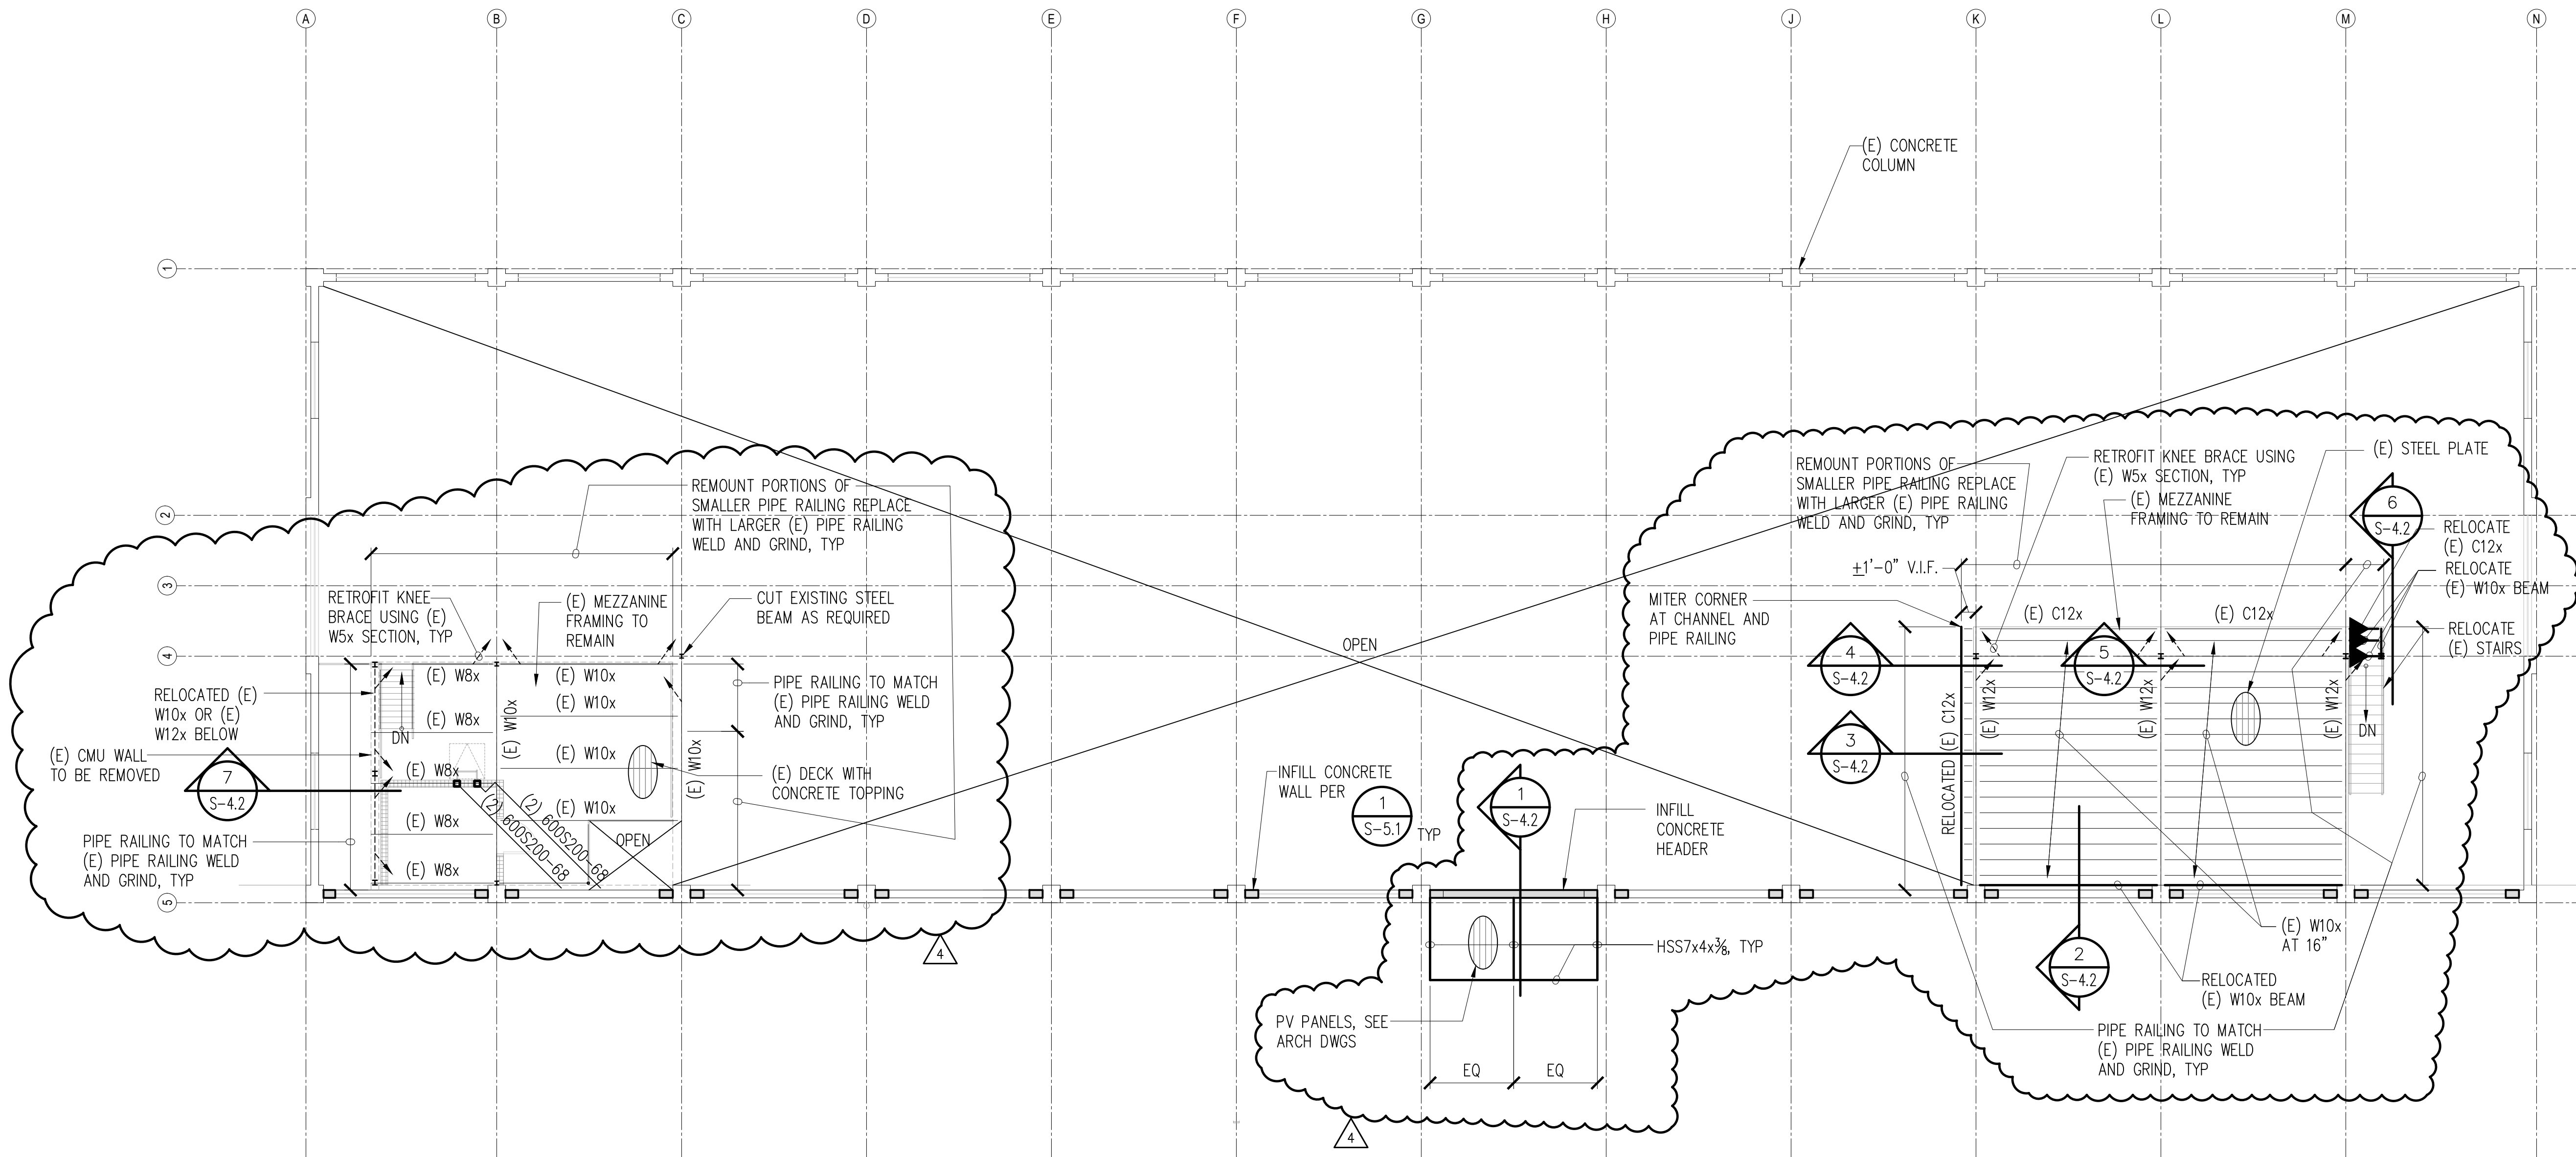 A
B
C
D
E
F
G
H
J
K
L
M
N
(E) CONCRETE
COLUMN
1
2
3
4
5
REMOUNT PORTIONS OF
SMALLER PIPE RAILING REPLACE
WITH LARGER (E) PIPE RAILING
WELD AND GRIND, TYP
RETROFIT KNEE
BRACE USING (E)
W5x SECTION, TYP
(E) MEZZANINE
FRAMING TO
REMAIN
CUT EXISTING STEEL
BEAM AS REQUIRED
RELOCATED (E)
W10x OR (E)
W12x BELOW
(E) CMU WALL
TO BE REMOVED
7
S-4.2
PIPE RAILING TO MATCH
(E) PIPE RAILING WELD
AND GRIND, TYP
DN
(E) W8x
(E) W8x
(E) W8x
(E) W8x
(E) W8x
(E) W10x
(E) W10x
(E) W10x
(E) W10x
(E) W10x
(E) W10x
(2) 600S200-68
(2) 600S200-68
OPEN
PIPE RAILING TO MATCH
(E) PIPE RAILING WELD
AND GRIND, TYP
(E) DECK WITH
CONCRETE TOPPING
4
OPEN
INFILL CONCRETE
WALL PER
1
S-5.1
TYP
1
S-4.2
INFILL
CONCRETE
HEADER
HSS7x4x⅜, TYP
PV PANELS, SEE
ARCH DWGS
EQ
EQ
4
REMOUNT PORTIONS OF
SMALLER PIPE RAILING REPLACE
WITH LARGER (E) PIPE RAILING
WELD AND GRIND, TYP
RETROFIT KNEE BRACE USING
(E) W5x SECTION, TYP
(E) MEZZANINE
FRAMING TO REMAIN
(E) STEEL PLATE
6
S-4.2
RELOCATE
(E) C12x
RELOCATE
(E) W10x BEAM
RELOCATE
(E) STAIRS
±1'-0" V.I.F.
MITER CORNER
AT CHANNEL AND
PIPE RAILING
(E) C12x
(E) C12x
4
S-4.2
5
S-4.2
3
S-4.2
RELOCATED (E) C12x
(E) W12x
(E) W12x
(E) W12x
DN
2
S-4.2
(E) W10x
AT 16"
RELOCATED
(E) W10x BEAM
PIPE RAILING TO MATCH
(E) PIPE RAILING WELD
AND GRIND, TYP